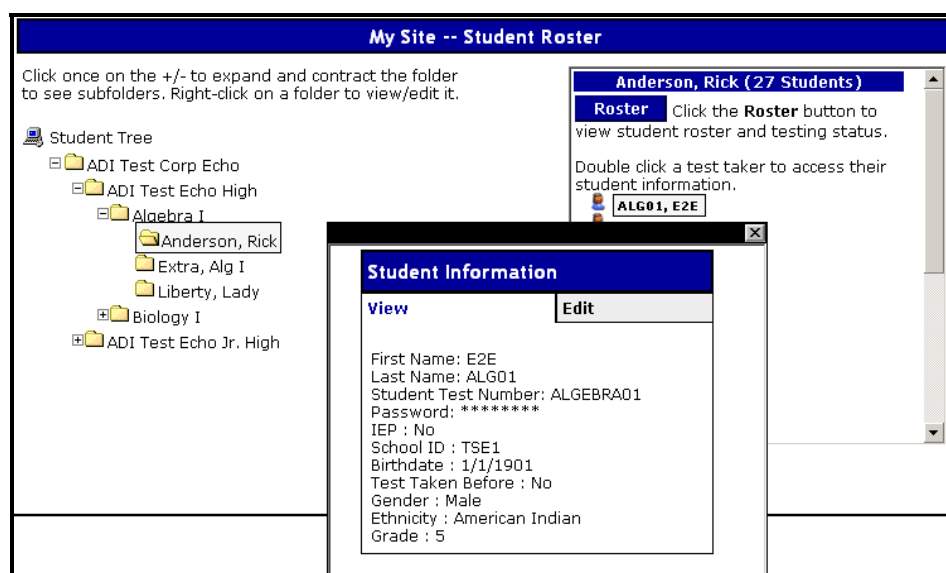 My Site -- Student Roster
Click once on the +/- to expand and contract the folder
to see subfolders. Right-click on a folder to view/edit it.
Student Tree
ADI Test Corp Echo
ADI Test Echo High
Algebra I
Anderson, Rick
Extra, Alg I
Liberty, Lady
Biology I
ADI Test Echo Jr. High
Anderson, Rick (27 Students)
Roster Click the Roster button to
view student roster and testing status.
Double click a test taker to access their
student information.
ALG01, E2E
Student Information
View Edit
First Name: E2E
Last Name: ALG01
Student Test Number: ALGEBRA01
Password: ********
IEP : No
School ID : TSE1
Birthdate : 1/1/1901
Test Taken Before : No
Gender : Male
Ethnicity : American Indian
Grade : 5